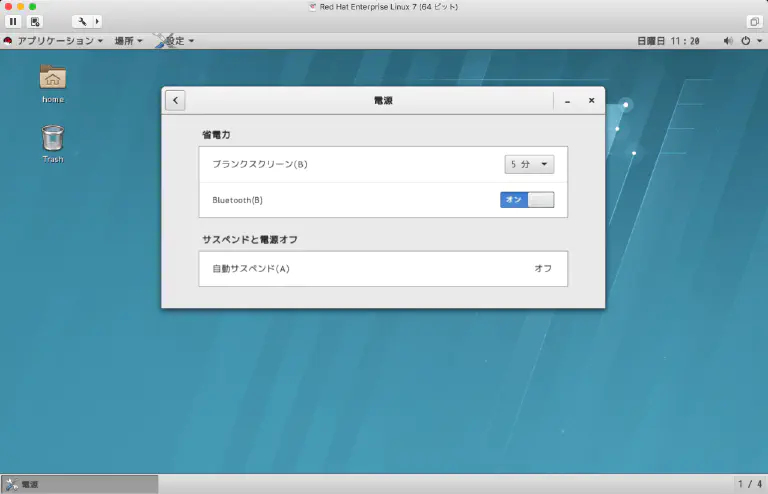 Red Hat Enterprise Linux 7 (64 ビット)
アプリケーション 場所 設定 日曜日 11:20
home
Trash
電源
省電力
ブランクスクリーン(B) 5 分
Bluetooth(B) オン
サスペンドと電源オフ
自動サスペンド(A) オフ
電源 1 / 4